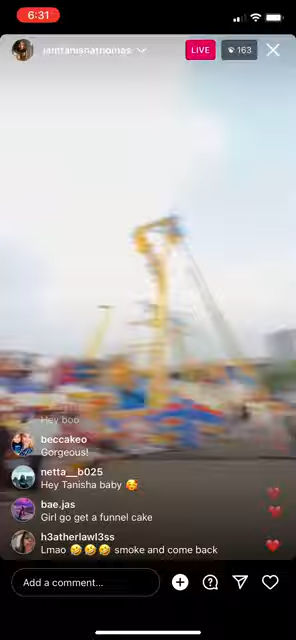 6:31
iamtanishathomas
LIVE
163
Hey boo
beccakeo
Gorgeous!
netta__b025
Hey Tanisha baby 🥰
bae.jas
Girl go get a funnel cake
h3atherlawl3ss
Lmao 🤣🤣🤣 smoke and come back
Add a comment...